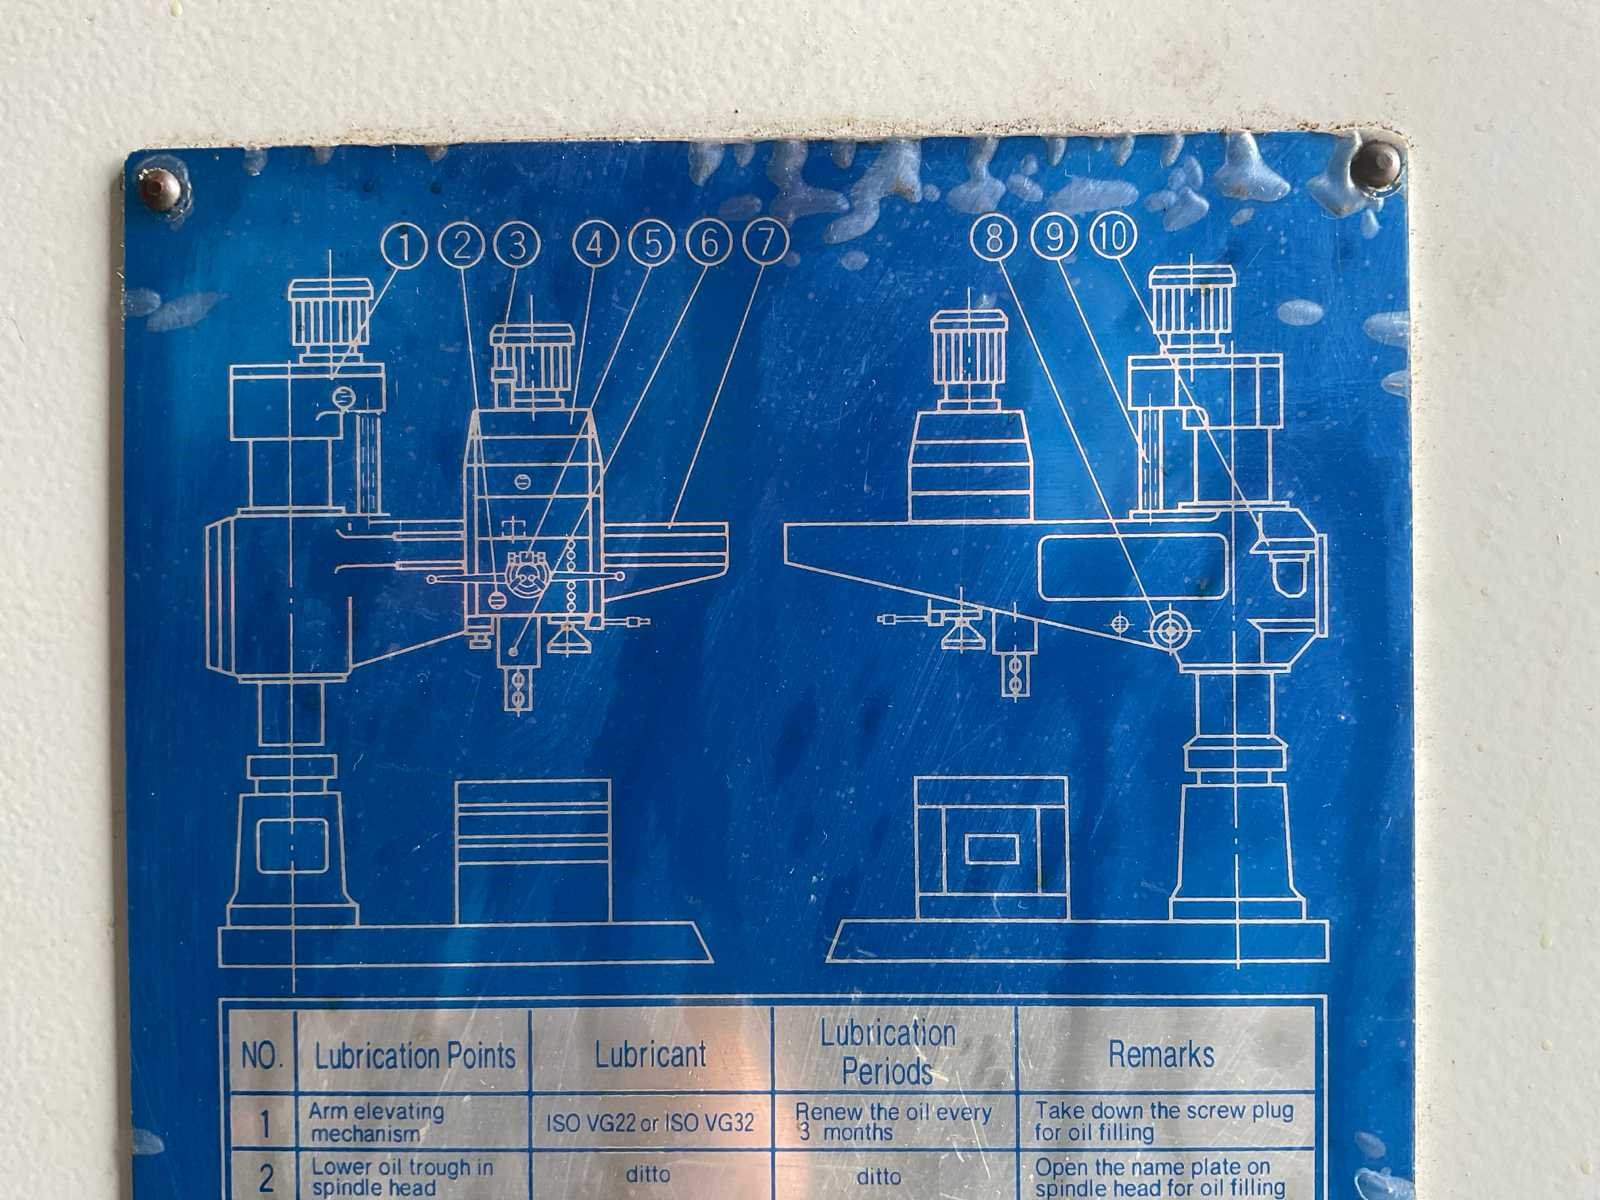 1 2 3 4 5 6 7 8 9 10
NO. Lubrication Points Lubricant Lubrication Periods Remarks
1 Arm elevating mechanism ISO VG22 or ISO VG32 Renew the oil every 3 months Take down the screw plug for oil filling
2 Lower oil trough in spindle head ditto ditto Open the name plate on spindle head for oil filling